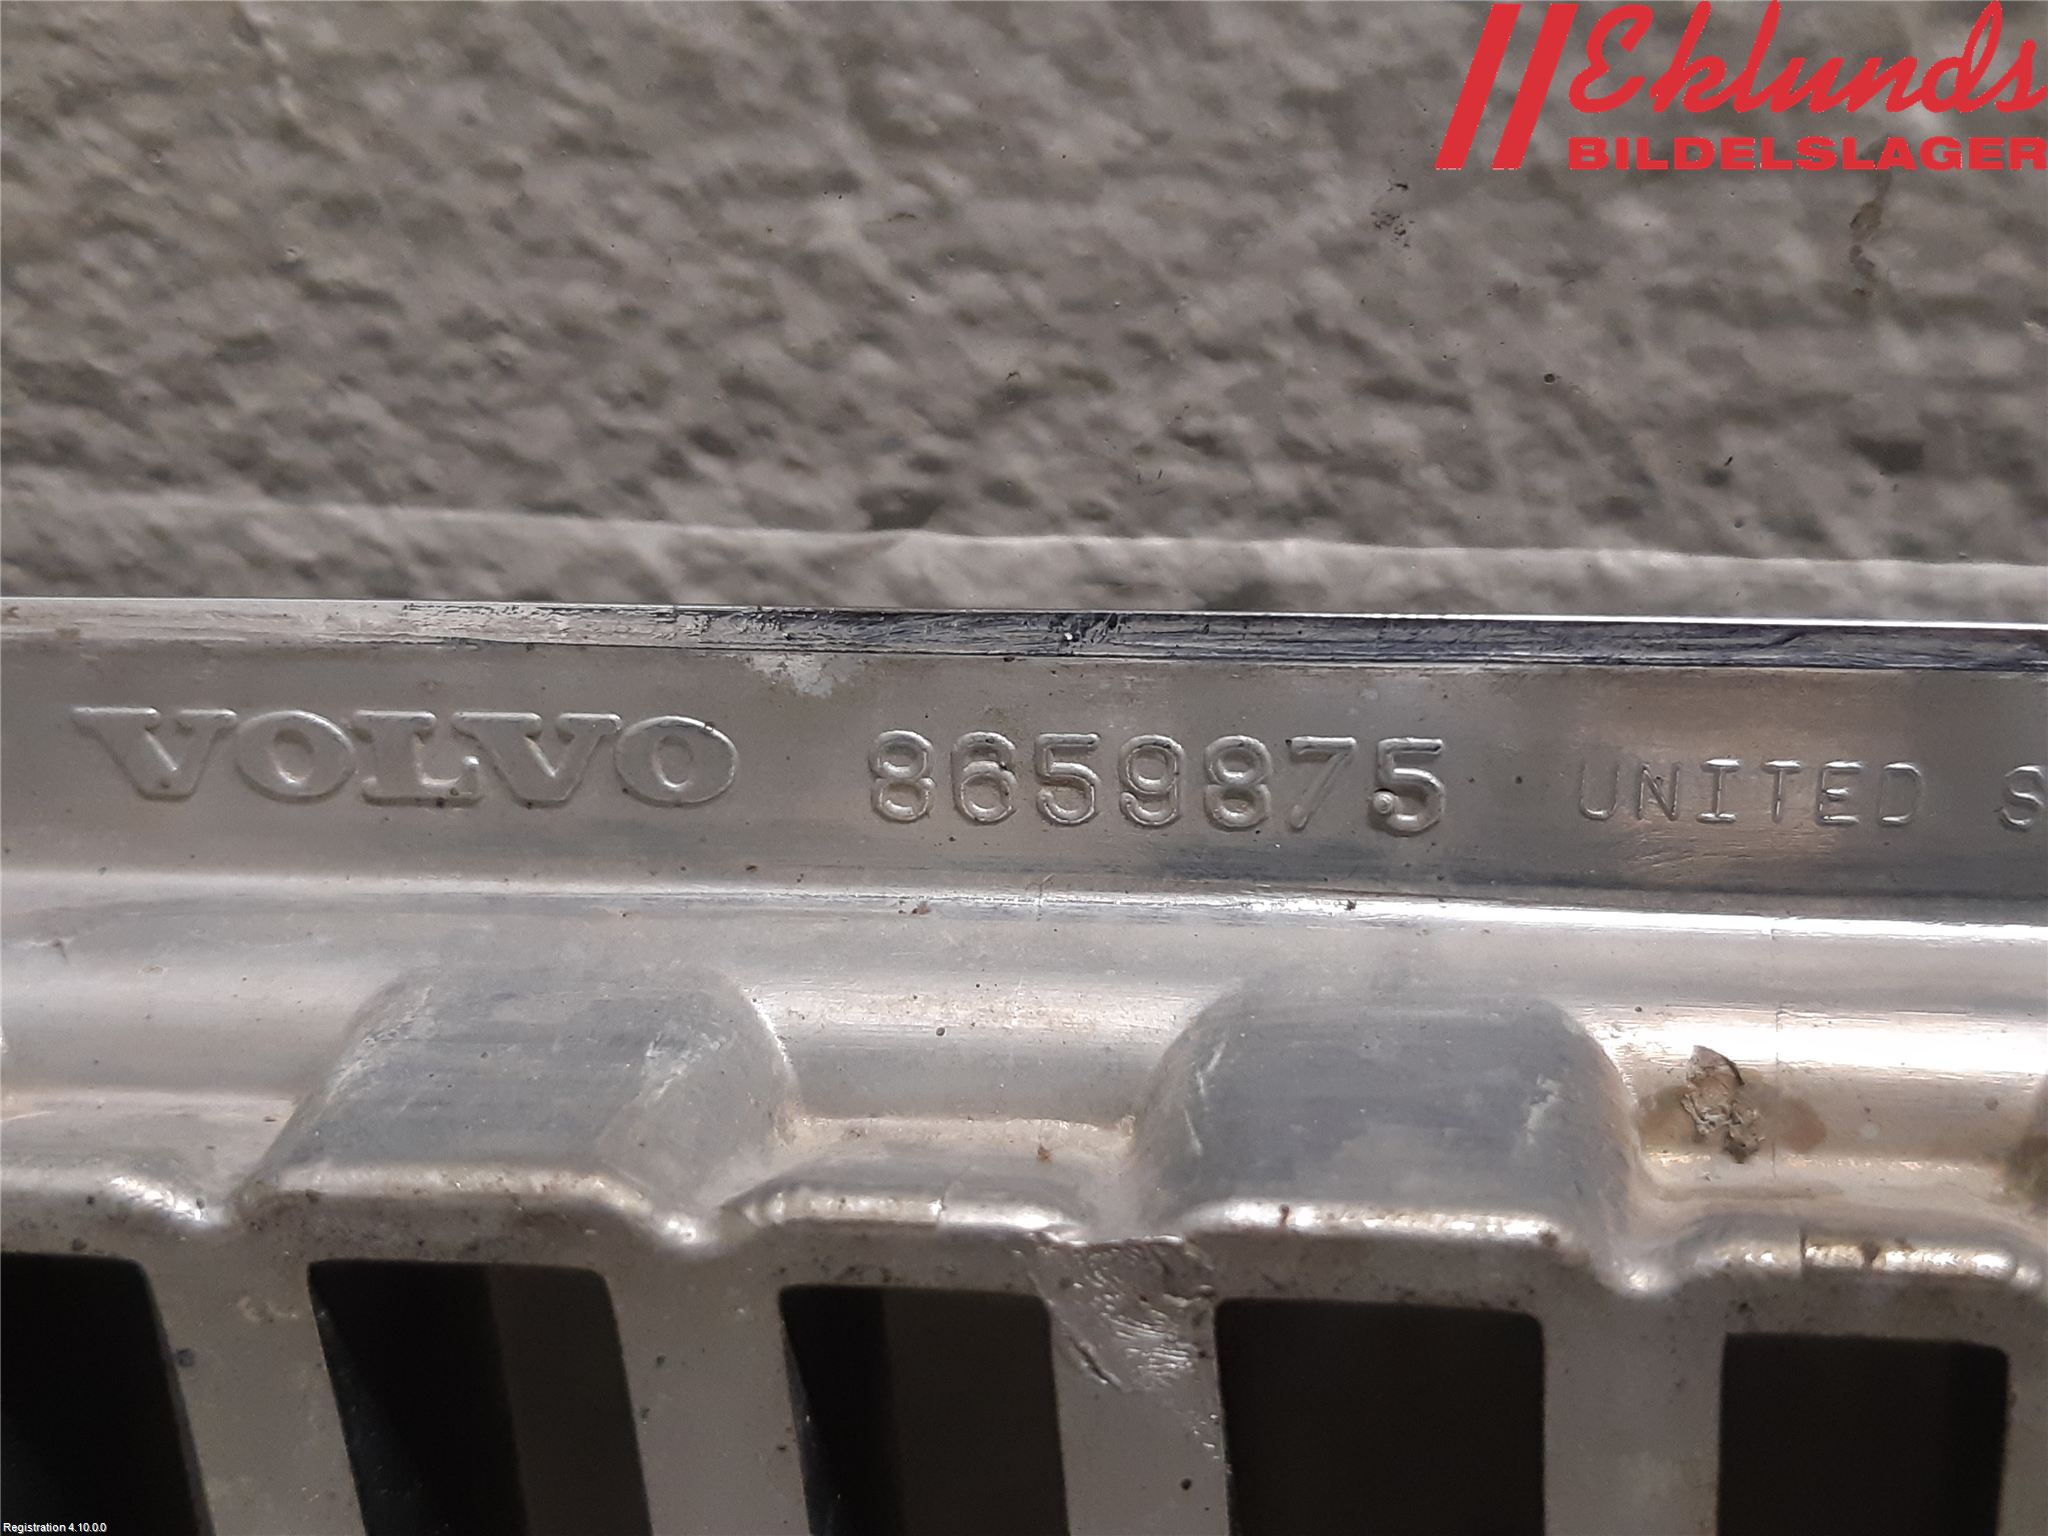 Eklunds
BILDELSLAGER
VOLVO 8659875 UNITED S
Registration 4.10.0.0